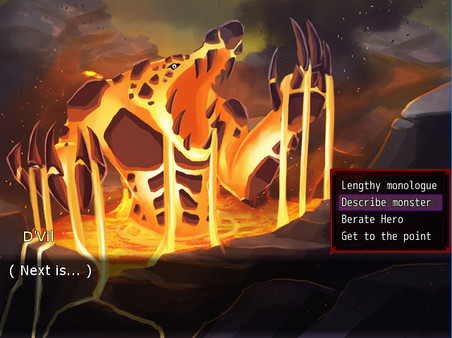 Lengthy monologue
Describe monster
Berate Hero
Get to the point
D'Vil
( Next is... )